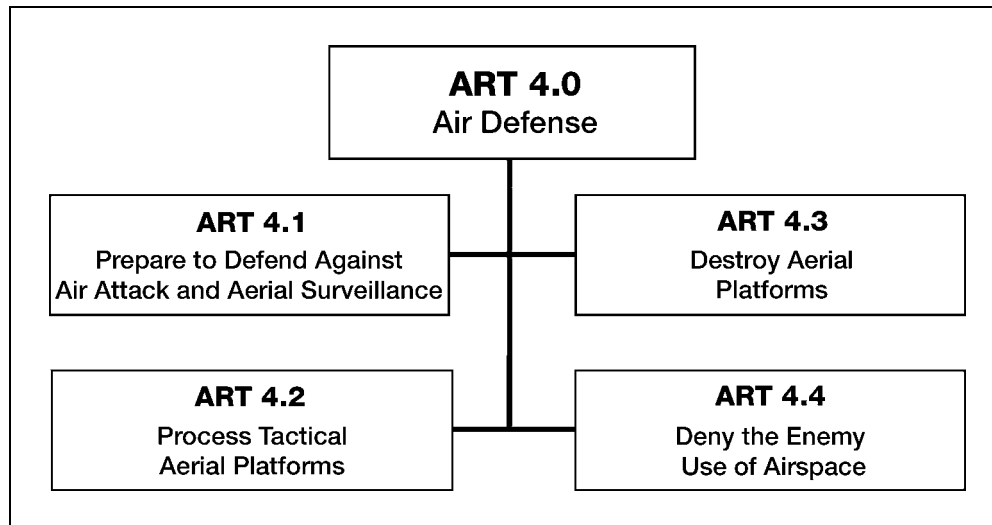 ART 4.0
Air Defense
ART 4.1
Prepare to Defend Against
Air Attack and Aerial Surveillance
ART 4.3
Destroy Aerial
Platforms
ART 4.2
Process Tactical
Aerial Platforms
ART 4.4
Deny the Enemy
Use of Airspace